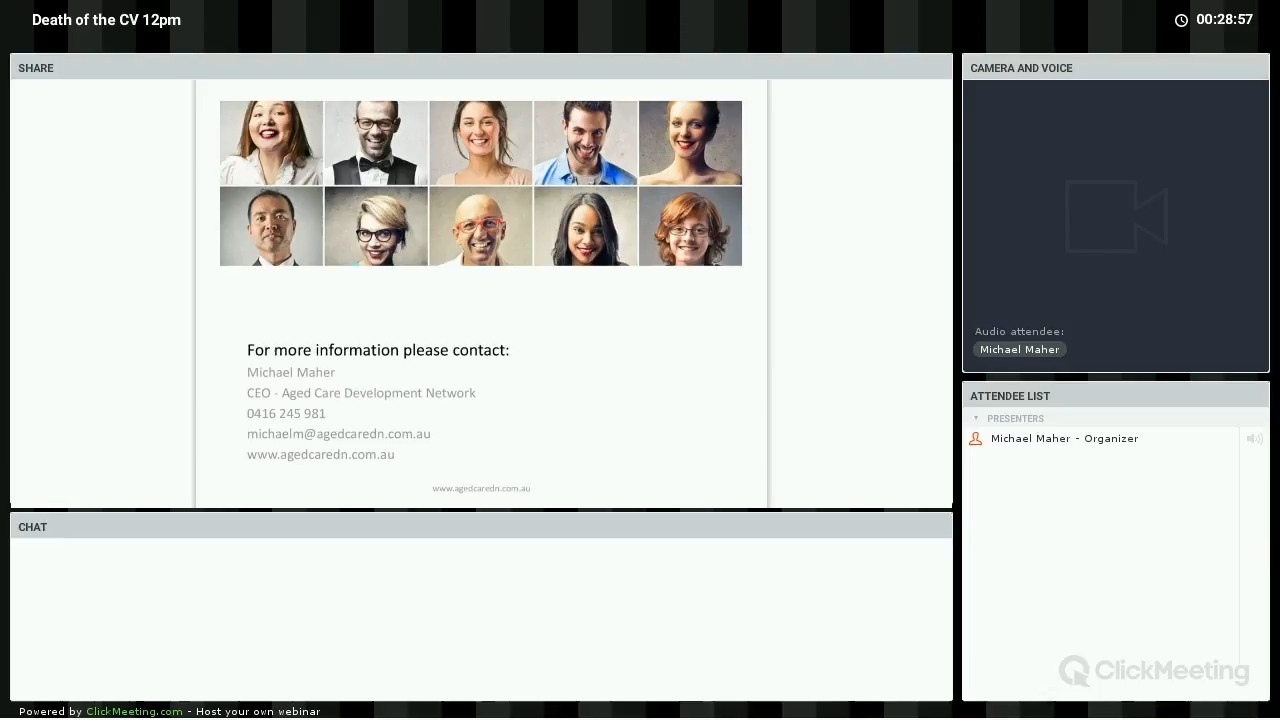 Death of the CV 12pm
00:28:57
SHARE
For more information please contact:
Michael Maher
CEO - Aged Care Development Network
0416 245 981
michaelm@agedcaredn.com.au
www.agedcaredn.com.au
www.agedcaredn.com.au
CHAT
CAMERA AND VOICE
Audio attendee:
Michael Maher
ATTENDEE LIST
PRESENTERS
Michael Maher - Organizer
ClickMeeting
Powered by ClickMeeting.com - Host your own webinar